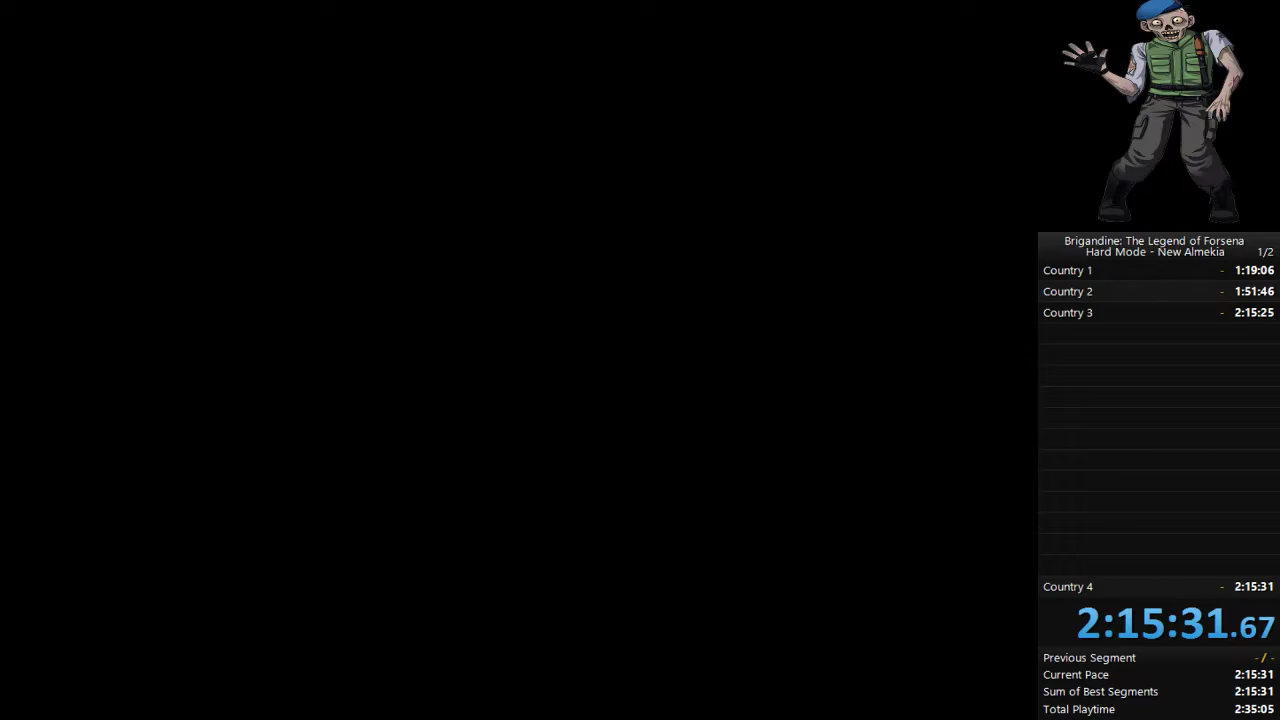 Brigandine: The Legend of Forsena
Hard Mode - New Almekia 1/2
Country 1 - 1:19:06
Country 2 - 1:51:46
Country 3 - 2:15:25
Country 4 - 2:15:31
2:15:31.67
Previous Segment - / -
Current Pace 2:15:31
Sum of Best Segments 2:15:31
Total Playtime 2:35:05